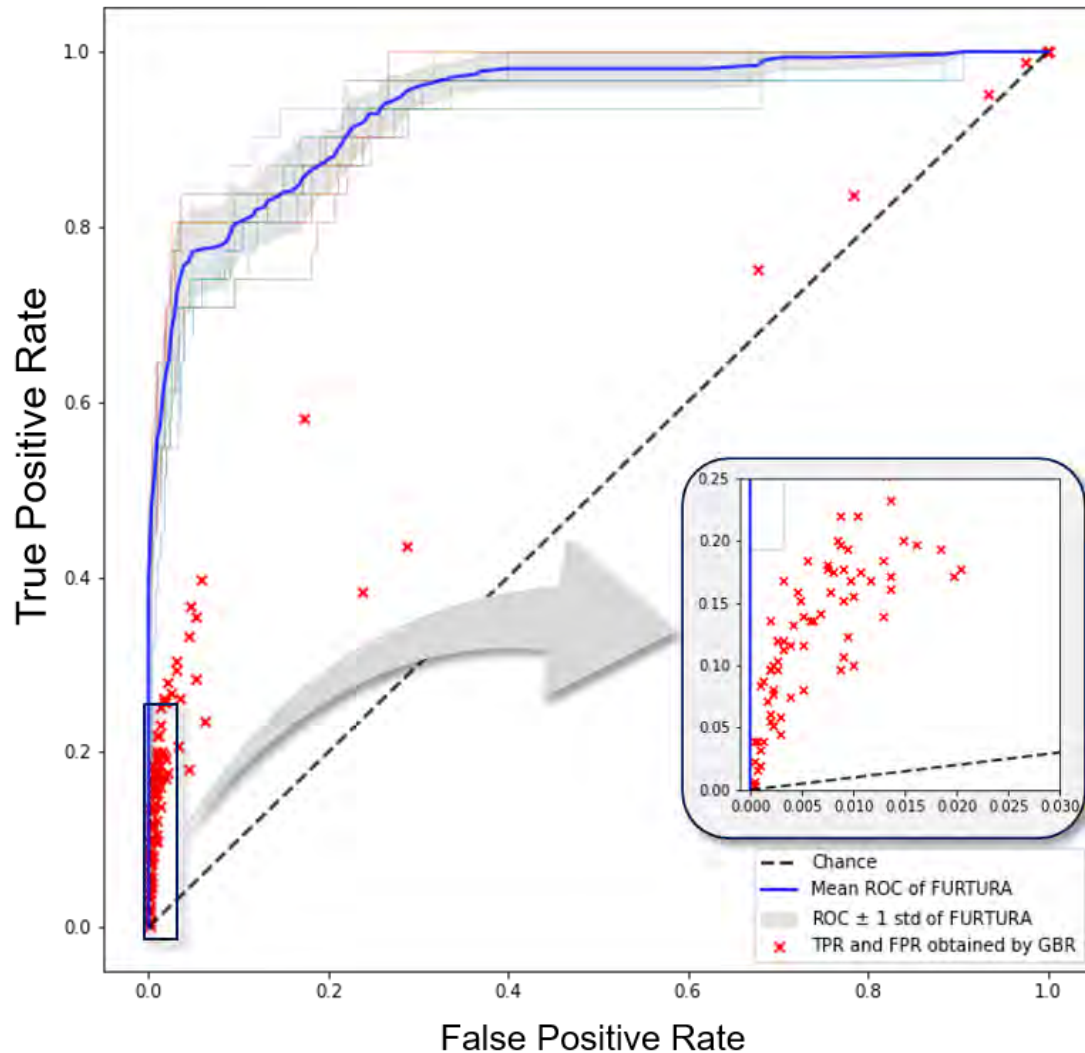 True Positive Rate
1.0
0.8
0.6
0.4
0.2
0.0
0.25
0.20
0.15
0.10
0.05
0.00
0.000 0.005 0.010 0.015 0.020 0.025 0.030
Chance
Mean ROC of FURTURA
ROC ± 1 std of FURTURA
TPR and FPR obtained by GBR
0.0 0.2 0.4 0.6 0.8 1.0
False Positive Rate